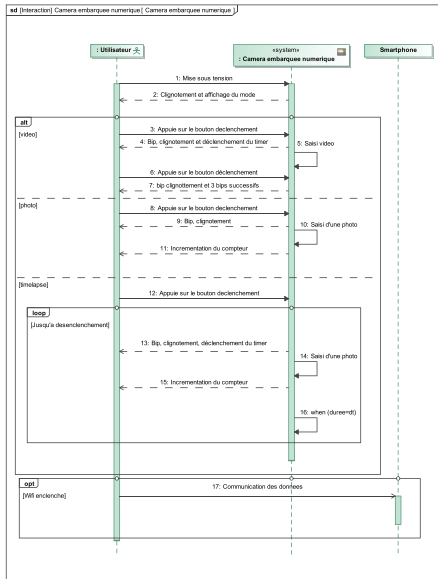 sd [Interaction] Camera embarquee numerique [ Camera embarquee numerique ]
: Utilisateur
«system»
: Camera embarquee numerique
Smartphone
1: Mise sous tension
2: Clignotement et affichage du mode
alt
[video]
3: Appuie sur le bouton declenchement
4: Bip, clignotement et déclenchement du timer
5: Saisi video
6: Appuie sur le bouton déclenchement
7: bip clignottement et 3 bips successifs
[photo]
8: Appuie sur le bouton declenchement
9: Bip, clignotement
10: Saisi d'une photo
11: Incrementation du compteur
[timelapse]
12: Appuie sur le bouton declenchement
loop
[Jusqu'a desenclenchement]
13: Bip, clignotement, déclenchement du timer
14: Saisi d'une photo
15: Incrementation du compteur
16: when (duree=dt)
opt
17: Communication des donnees
[Wifi enclenche]